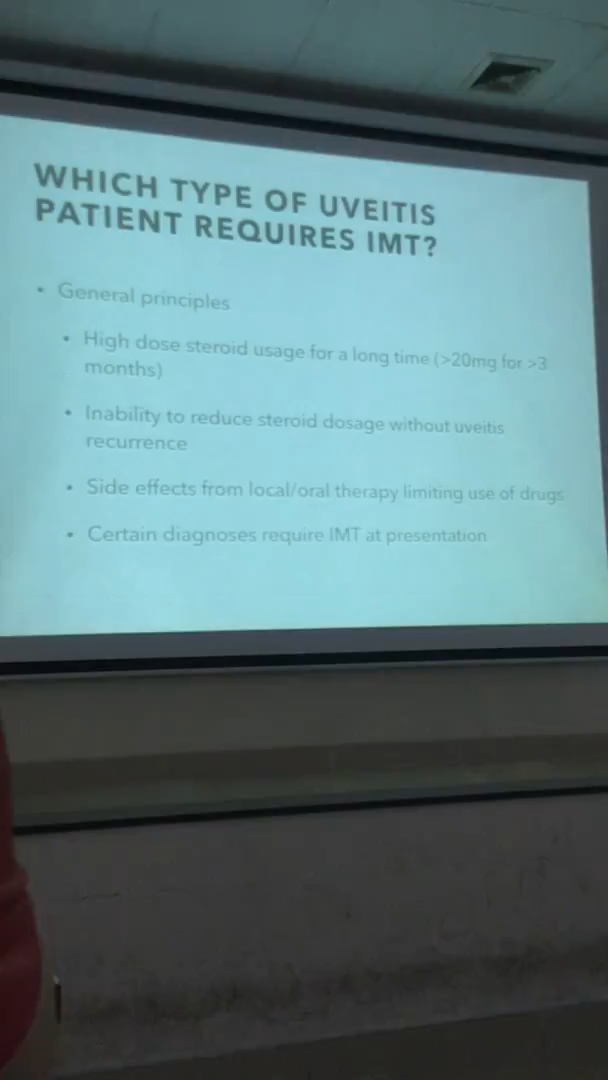 WHICH TYPE OF UVEITIS
PATIENT REQUIRES IMT?
• General principles
• High dose steroid usage for a long time (>20mg for >3
months)
• Inability to reduce steroid dosage without uveitis
recurrence
• Side effects from local/oral therapy limiting use of drugs
• Certain diagnoses require IMT at presentation